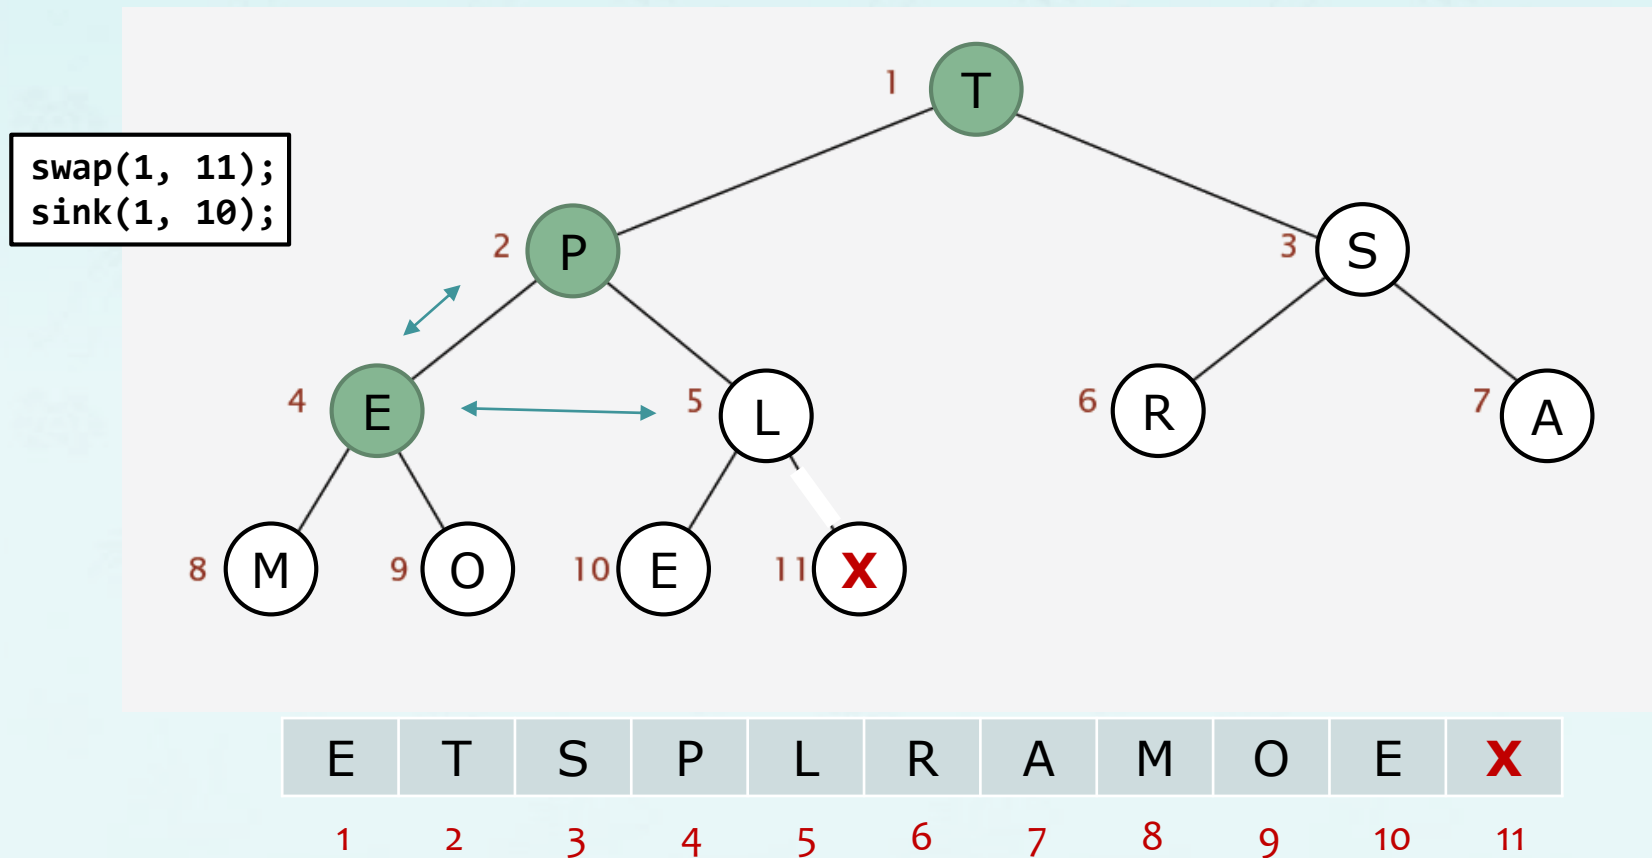 1 T
swap(1, 11);
sink(1, 10);
2 P 3 S
4 E 5 L 6 R 7 A
8 M 9 O 10 E 11 X
E T S P L R A M O E X
1 2 3 4 5 6 7 8 9 10 11